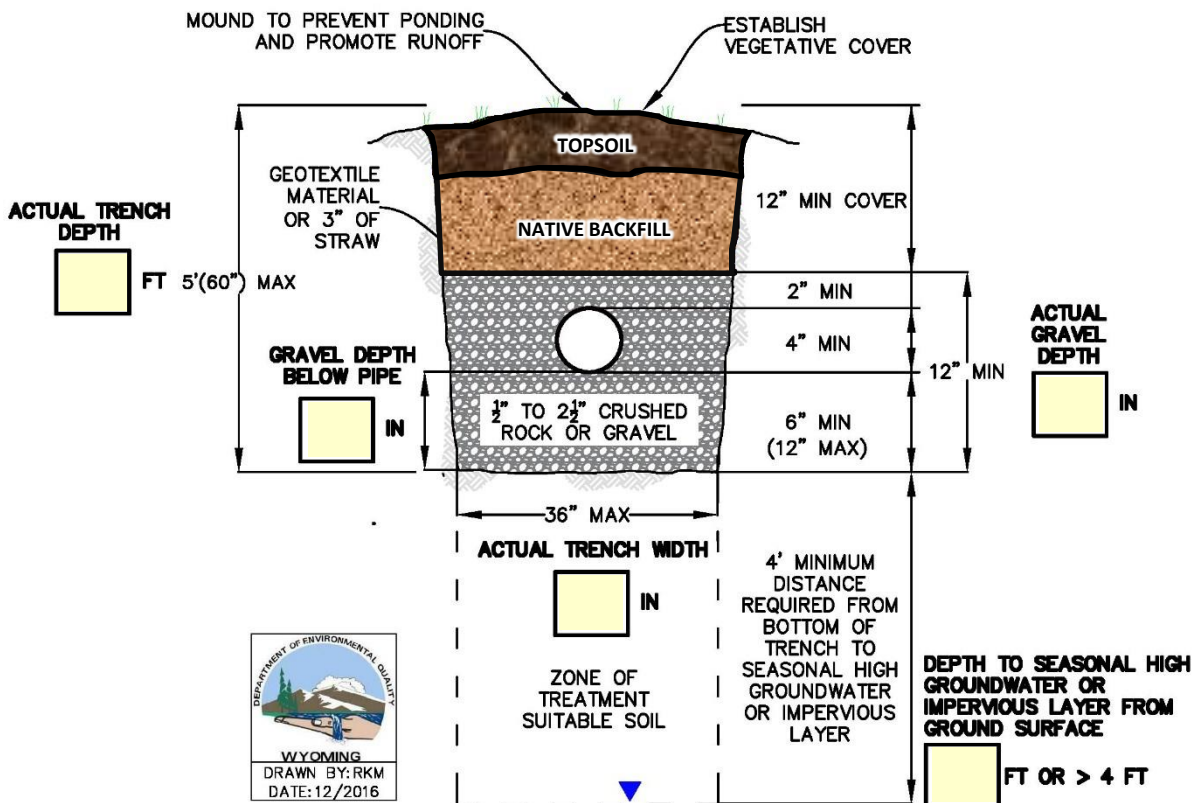 MOUND TO PREVENT PONDING
AND PROMOTE RUNOFF
ESTABLISH
VEGETATIVE COVER
TOPSOIL
GEOTEXTILE
MATERIAL
OR 3" OF
STRAW
12" MIN COVER
NATIVE BACKFILL
ACTUAL TRENCH
DEPTH
FT 5'(60") MAX
2" MIN
4" MIN
12" MIN
ACTUAL
GRAVEL
DEPTH
IN
GRAVEL DEPTH
BELOW PIPE
IN
½" TO 2½" CRUSHED
ROCK OR GRAVEL
6" MIN
(12" MAX)
36" MAX
ACTUAL TRENCH WIDTH
IN
4' MINIMUM
DISTANCE
REQUIRED FROM
BOTTOM OF
TRENCH TO
SEASONAL HIGH
GROUNDWATER
OR IMPERVIOUS
LAYER
ZONE OF
TREATMENT
SUITABLE SOIL
DEPTH TO SEASONAL HIGH
GROUNDWATER OR
IMPERVIOUS LAYER FROM
GROUND SURFACE
FT OR > 4 FT
DEPARTMENT OF ENVIRONMENTAL QUALITY
WYOMING
DRAWN BY: RKM
DATE: 12/2016